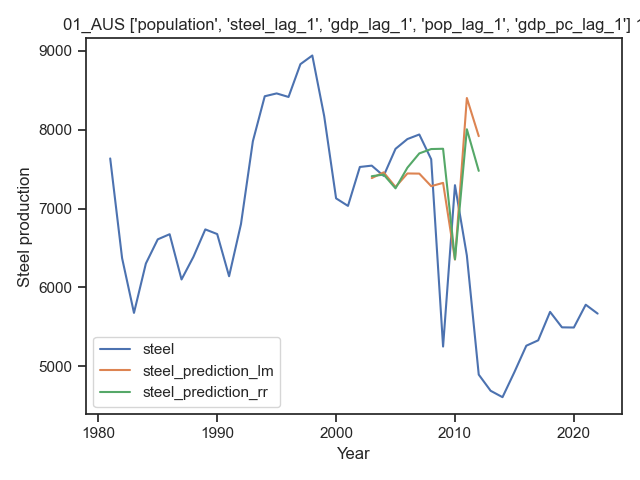 01_AUS ['population', 'steel_lag_1', 'gdp_lag_1', 'pop_lag_1', 'gdp_pc_lag_1']
9000
8000
7000
6000
5000
Steel production
steel
steel_prediction_lm
steel_prediction_rr
1980
1990
2000
2010
2020
Year